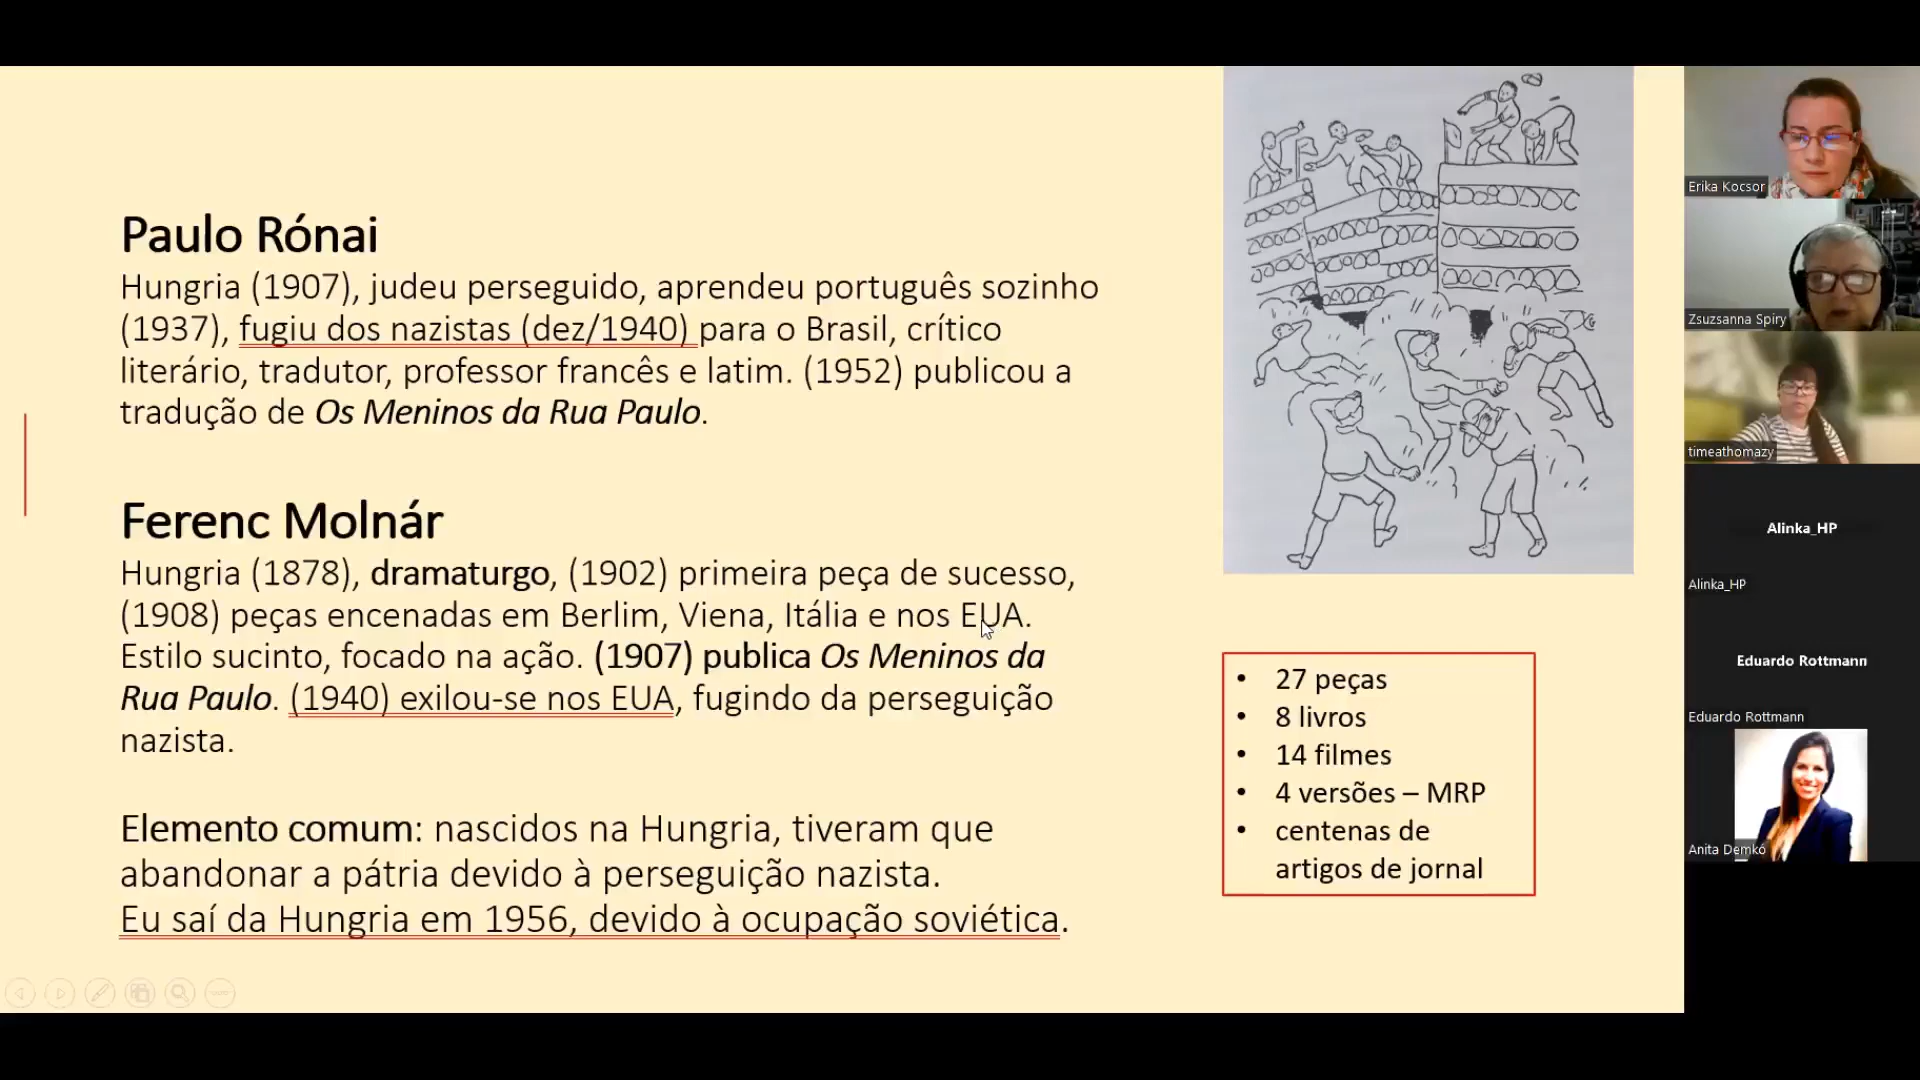 Paulo Rónai
Hungria (1907), judeu perseguido, aprendeu português sozinho
(1937), fugiu dos nazistas (dez/1940) para o Brasil, crítico
literário, tradutor, professor francês e latim. (1952) publicou a
tradução de Os Meninos da Rua Paulo.
Ferenc Molnár
Hungria (1878), dramaturgo, (1902) primeira peça de sucesso,
(1908) peças encenadas em Berlim, Viena, Itália e nos EUA.
Estilo sucinto, focado na ação. (1907) publica Os Meninos da
Rua Paulo. (1940) exilou-se nos EUA, fugindo da perseguição
nazista.
Elemento comum: nascidos na Hungria, tiveram que
abandonar a pátria devido à perseguição nazista.
Eu saí da Hungria em 1956, devido à ocupação soviética.
• 27 peças
• 8 livros
• 14 filmes
• 4 versões – MRP
• centenas de
artigos de jornal
Erika Kocsor
Zsuzsanna Spiry
timeathomazy
Alinka_HP
Alinka_HP
Eduardo Rottmann
Eduardo Rottmann
Anita Demkó